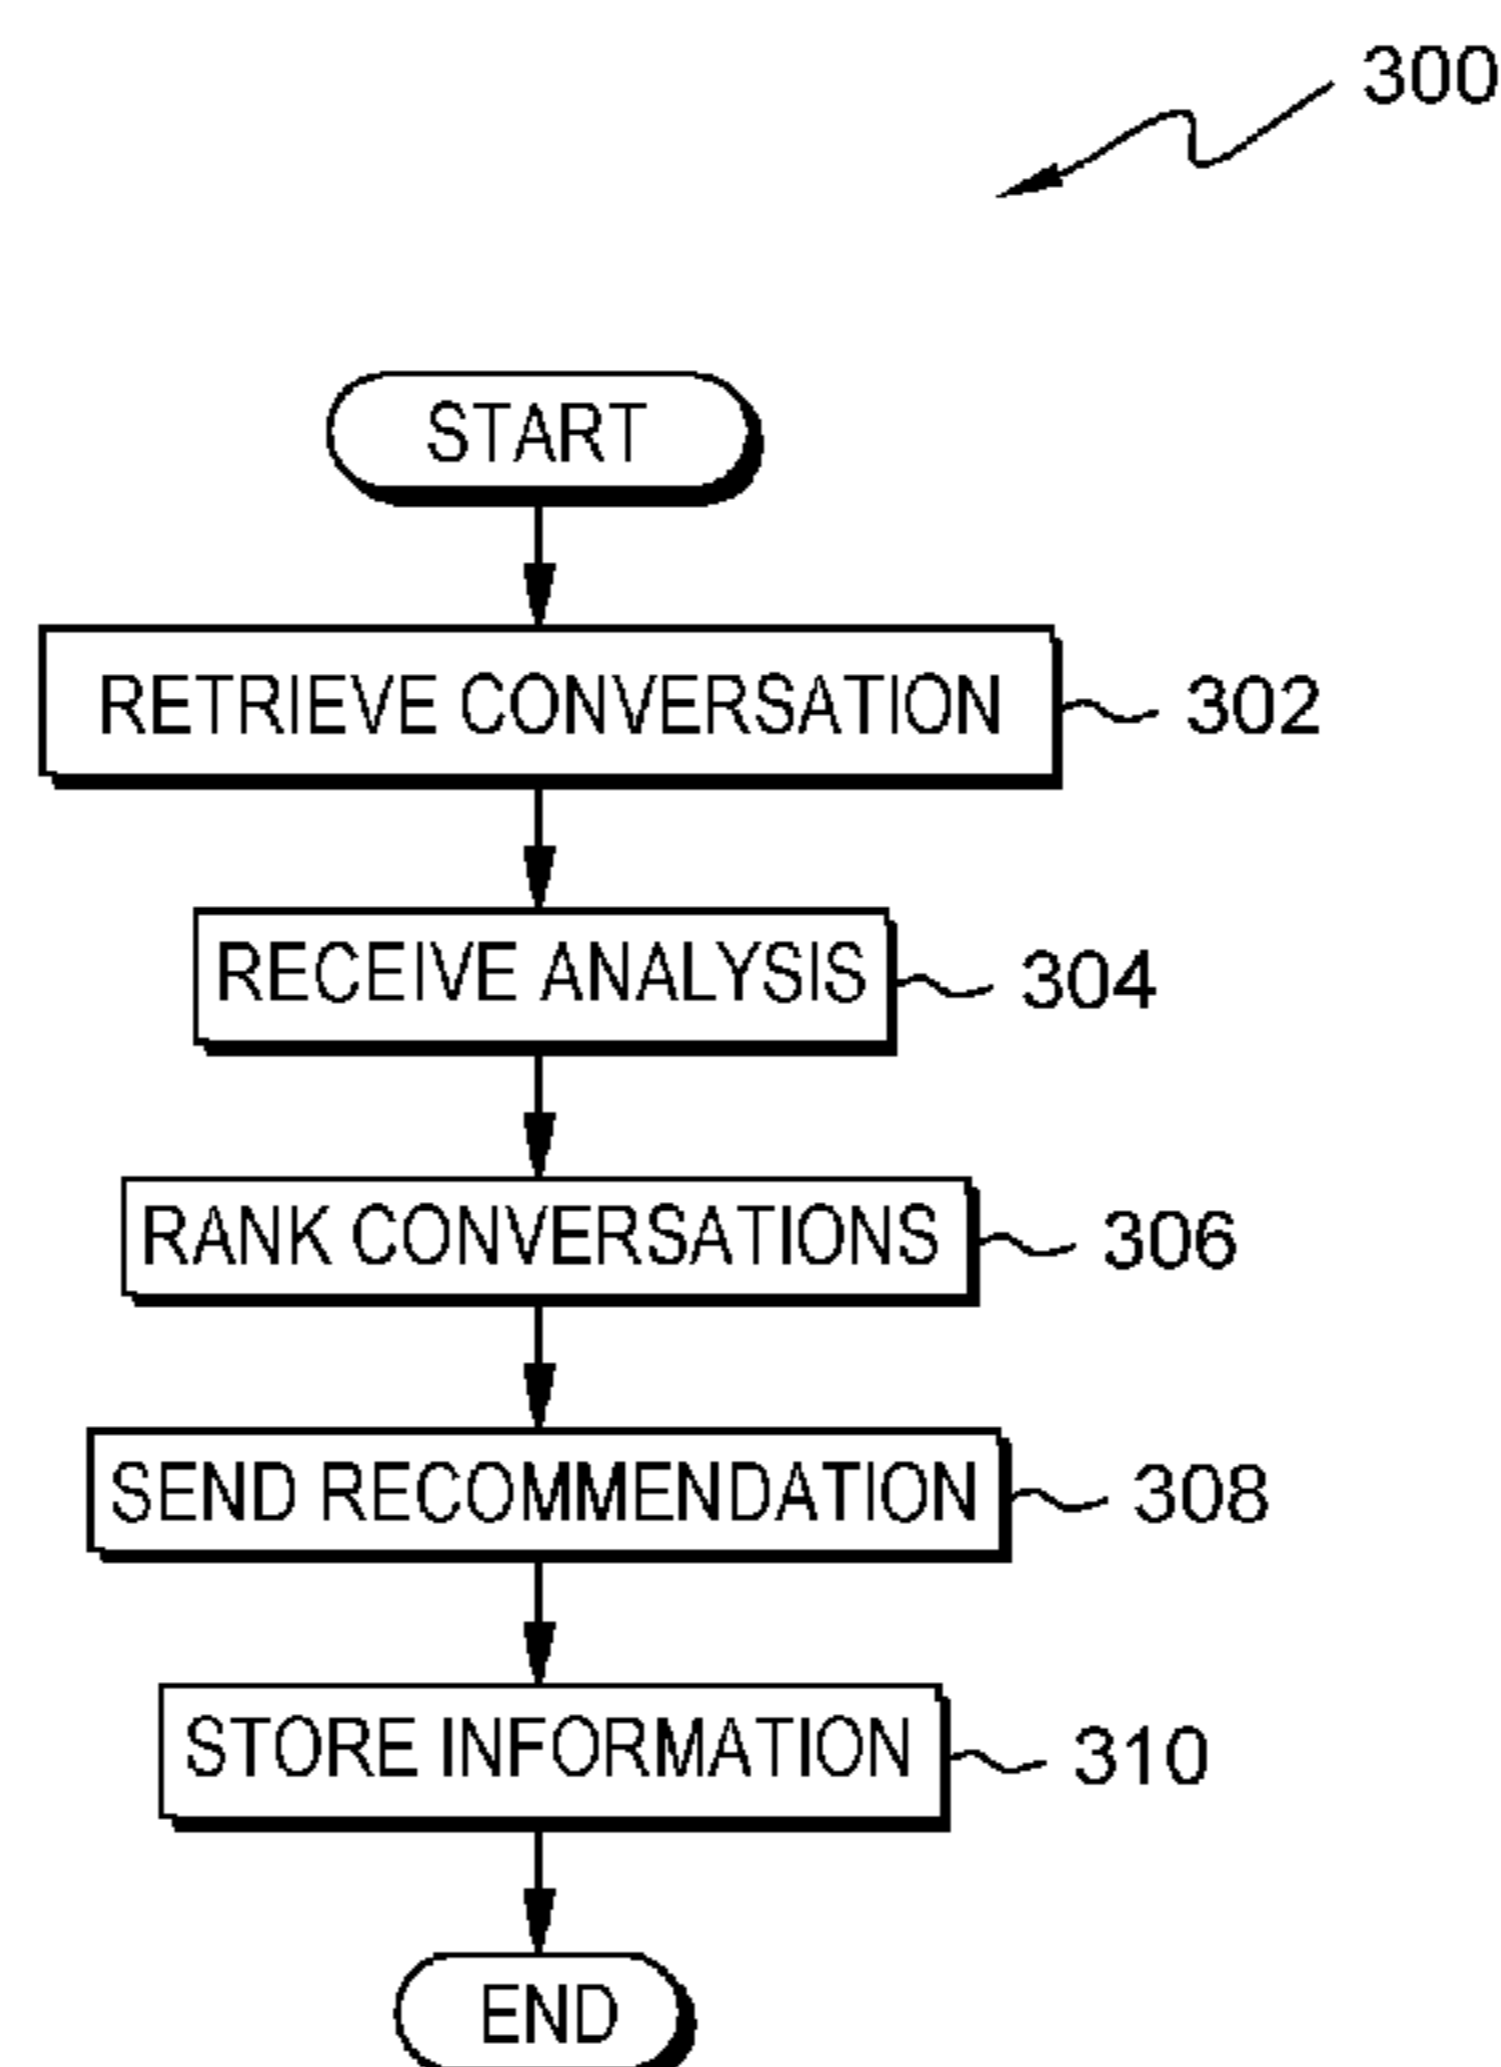 300
START
RETRIEVE CONVERSATION 302
RECEIVE ANALYSIS 304
RANK CONVERSATIONS 306
SEND RECOMMENDATION 308
STORE INFORMATION 310
END